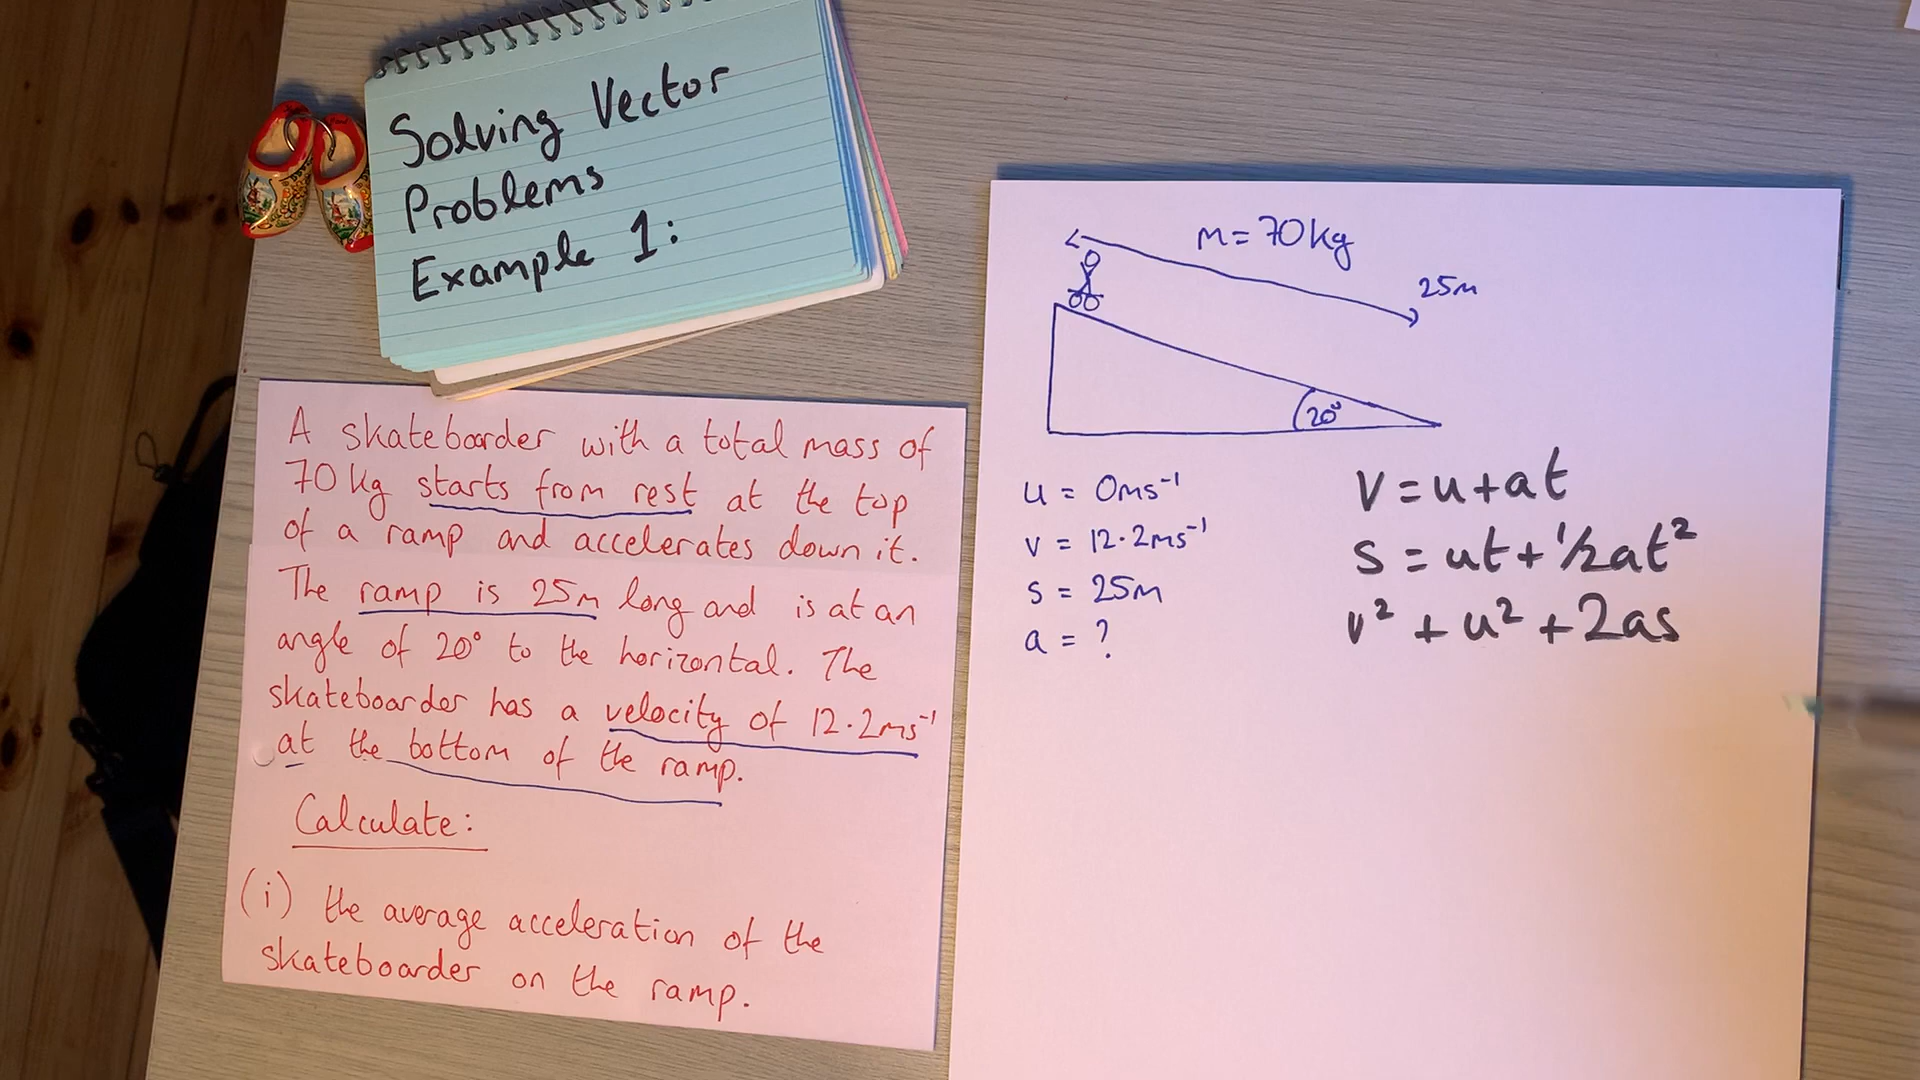 Solving Vector
Problems
Example 1:
A skateboarder with a total mass of
70 kg starts from rest at the top
of a ramp and accelerates down it.
The ramp is 25m long and is at an
angle of 20° to the horizontal. The
skateboarder has a velocity of 12.2ms⁻¹
at the bottom of the ramp.
Calculate:
(i) the average acceleration of the
skateboarder on the ramp.
m = 70kg
25m
20°
u = 0ms⁻¹
v = 12.2ms⁻¹
s = 25m
a = ?
v = u + at
s = ut + 1/2at²
v² + u² + 2as